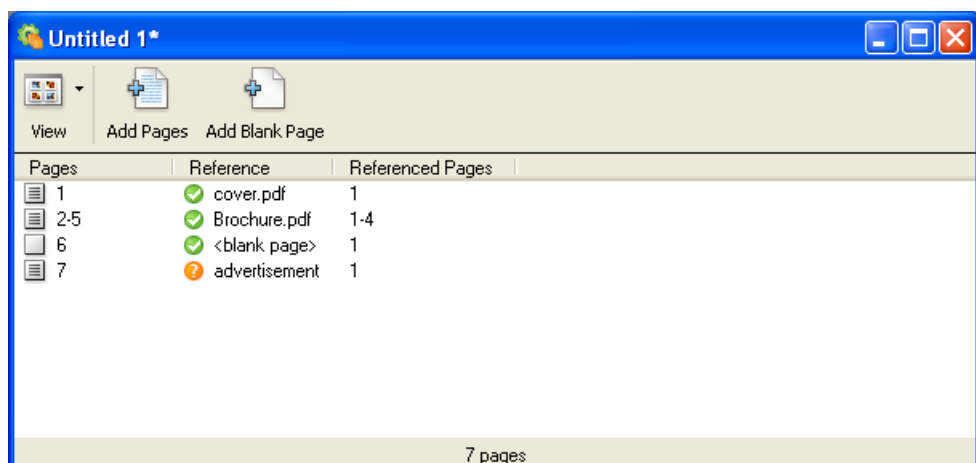 Untitled 1*
View Add Pages Add Blank Page
Pages Reference Referenced Pages
1 cover.pdf 1
2-5 Brochure.pdf 1-4
6 <blank page> 1
7 advertisement 1
7 pages